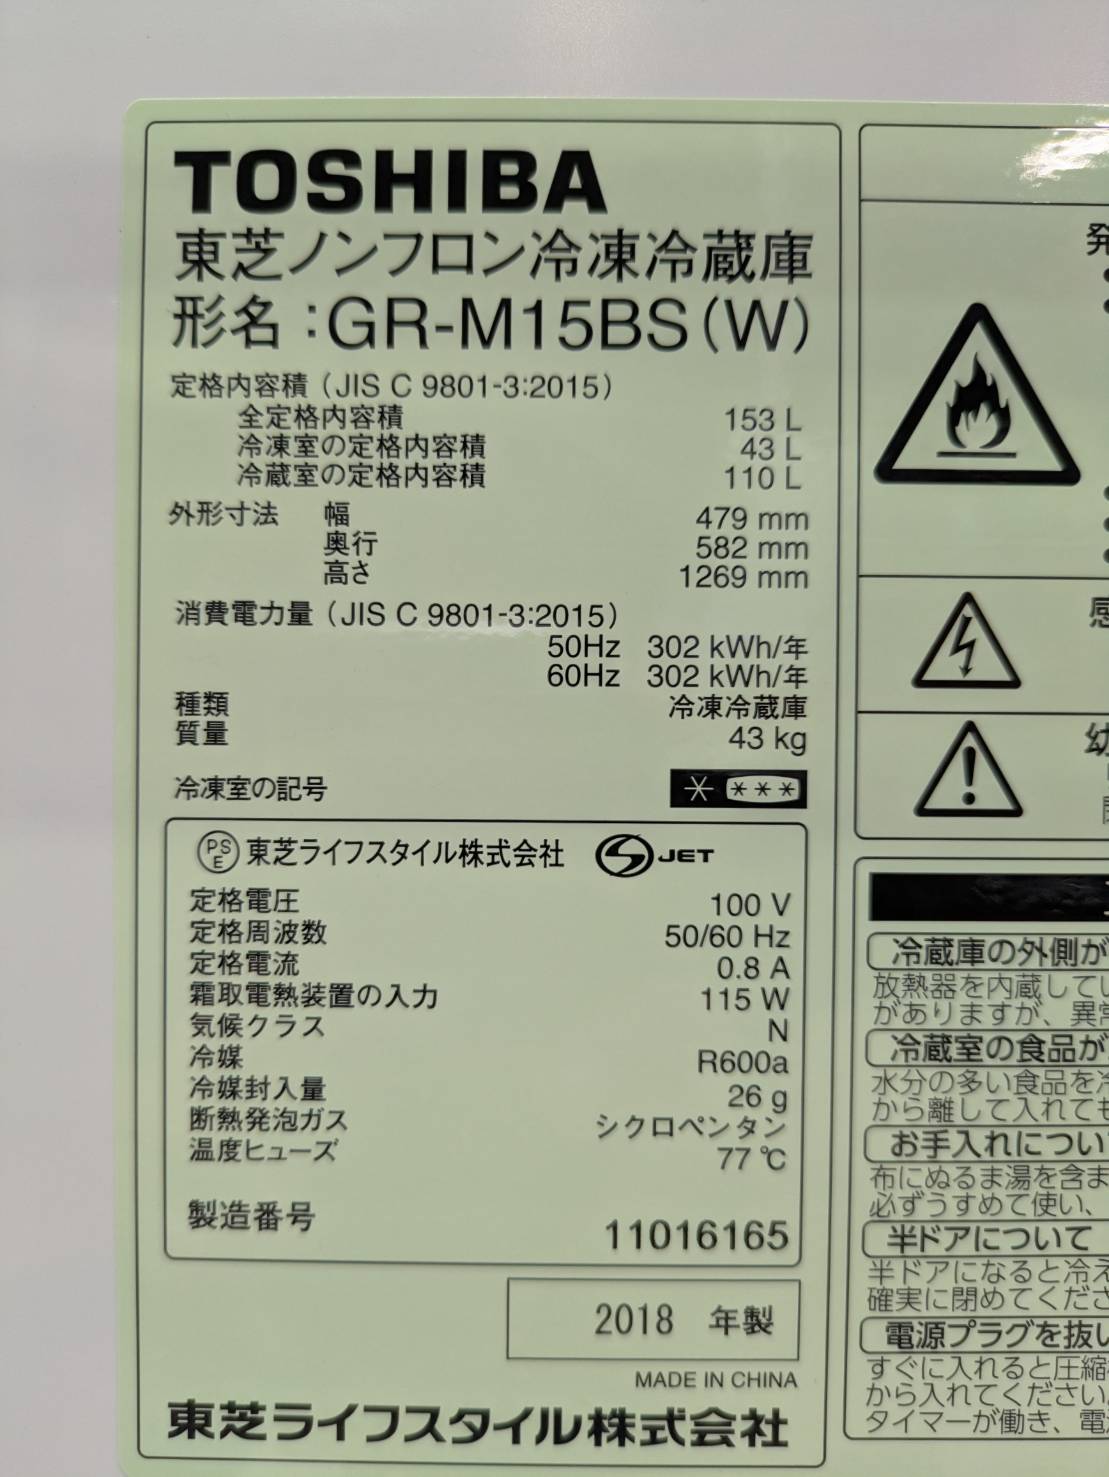 TOSHIBA
東芝ノンフロン冷凍冷蔵庫
形名：GR-M15BS（W）
定格内容積（JIS C 9801-3:2015）
全定格内容積 153 L
冷凍室の定格内容積 43 L
冷蔵室の定格内容積 110 L
外形寸法 幅 479 mm
奥行 582 mm
高さ 1269 mm
消費電力量（JIS C 9801-3:2015）
50Hz 302 kWh/年
60Hz 302 kWh/年
種類 冷凍冷蔵庫
質量 43 kg
冷凍室の記号 * ***
PSE 東芝ライフスタイル株式会社 S JET
定格電圧 100 V
定格周波数 50/60 Hz
定格電流 0.8 A
霜取電熱装置の入力 115 W
気候クラス N
冷媒 R600a
冷媒封入量 26 g
断熱発泡ガス シクロペンタン
温度ヒューズ 77 ℃
製造番号 11016165
2018 年製
MADE IN CHINA
東芝ライフスタイル株式会社
発
感
幼
冷蔵庫の外側が
放熱器を内蔵してい
がありますが、異常
冷蔵室の食品が
水分の多い食品を冷
から離して入れても
お手入れについ
布にぬるま湯を含ま
必ずうすめて使い、
半ドアについて
半ドアになると冷え
確実に閉めてくださ
電源プラグを抜い
すぐに入れると圧縮
から入れてください。
タイマーが働き、電